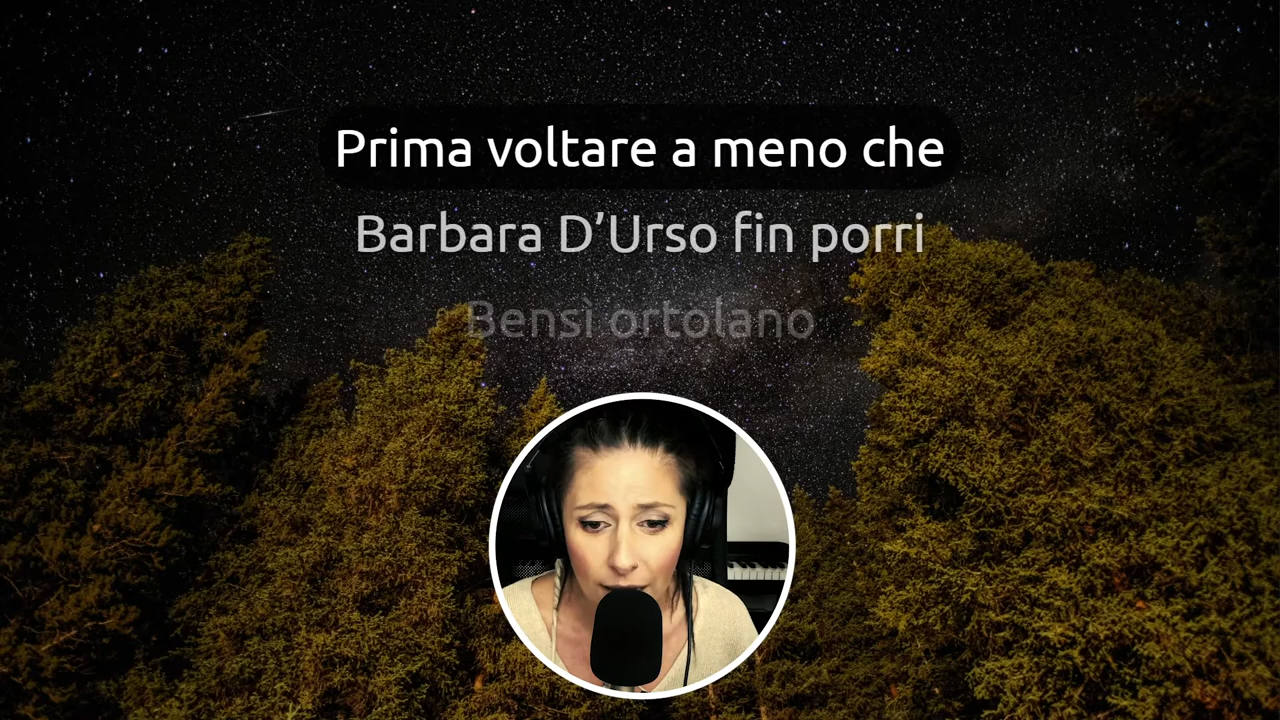 Prima voltare a meno che
Barbara D’Urso fin porri
Bensì ortolano